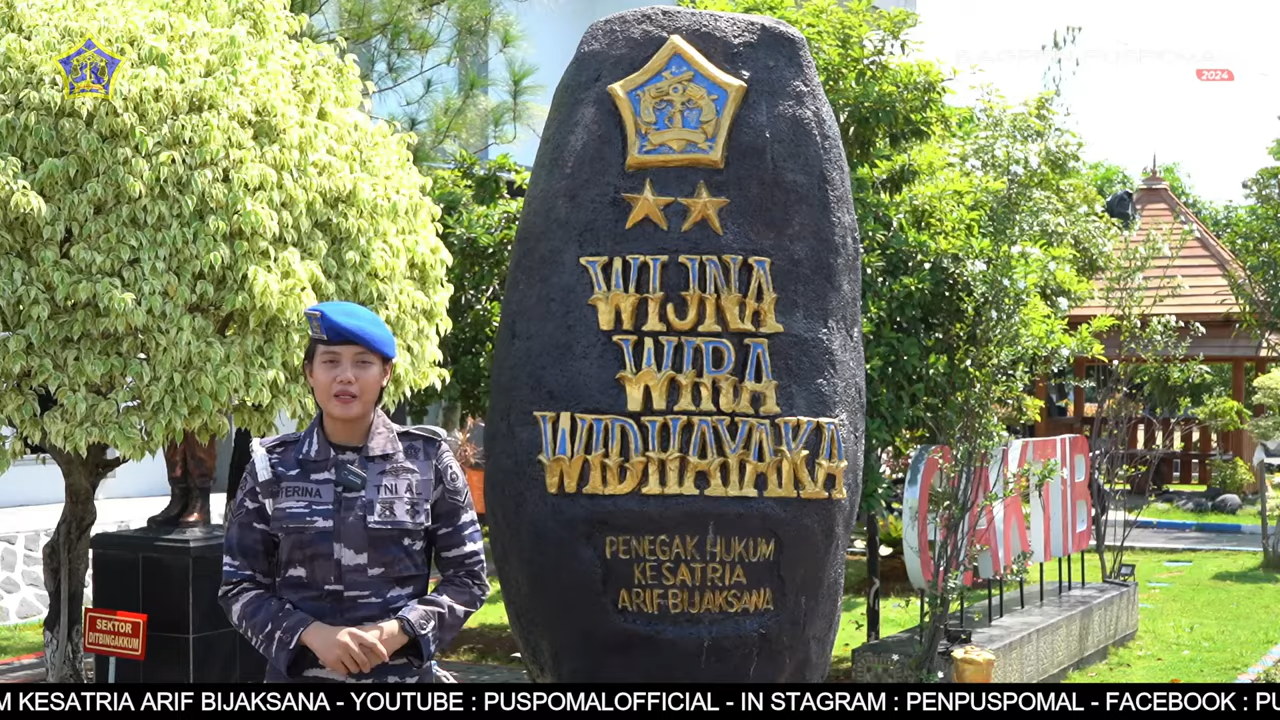 2024
WIJNA
WIRA
WIDHAYAKA
PENEGAK HUKUM
KESATRIA
ARIF BIJAKSANA
TERINA
TNI AL
GAKTIB
SEKTOR
DITBINGAKKUM
M KESATRIA ARIF BIJAKSANA - YOUTUBE : PUSPOMALOFFICIAL - IN STAGRAM : PENPUSPOMAL - FACEBOOK : PU